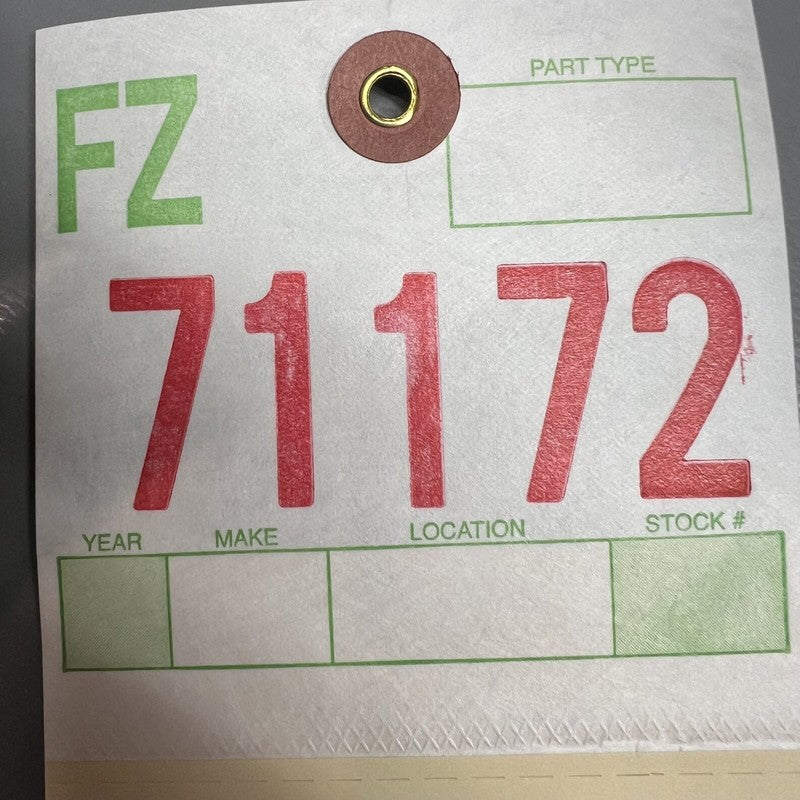 PART TYPE
FZ
71172
YEAR MAKE LOCATION STOCK #